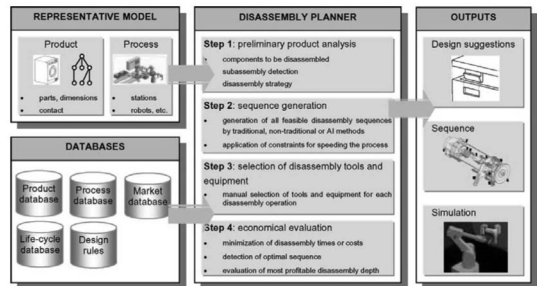 REPRESENTATIVE MODEL
Product
Process
• parts, dimensions
• contact
• stations
• robots, etc.
DATABASES
Product
database
Process
database
Market
database
Life-cycle
database
Design
rules
DISASSEMBLY PLANNER
Step 1: preliminary product analysis
• components to be disassembled
• subassembly detection
• disassembly strategy
Step 2: sequence generation
• generation of all feasible disassembly sequences
by traditional, non-traditional or AI methods
• application of constraints for speeding the process
Step 3: selection of disassembly tools and
equipment
• manual selection of tools and equipment for each
disassembly operation
Step 4: economical evaluation
• minimization of disassembly times or costs
• detection of optimal sequence
• evaluation of most profitable disassembly depth
OUTPUTS
Design suggestions
Sequence
Simulation